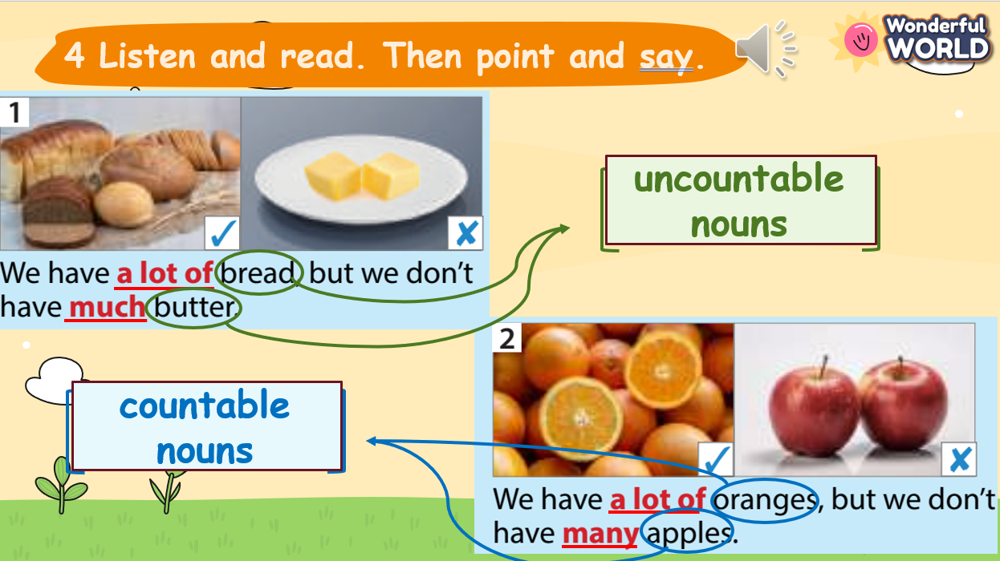 4 Listen and read. Then point and say.
Wonderful
WORLD
1
We have a lot of bread, but we don't
have much butter.
uncountable
nouns
2
We have a lot of oranges, but we don't
have many apples.
countable
nouns